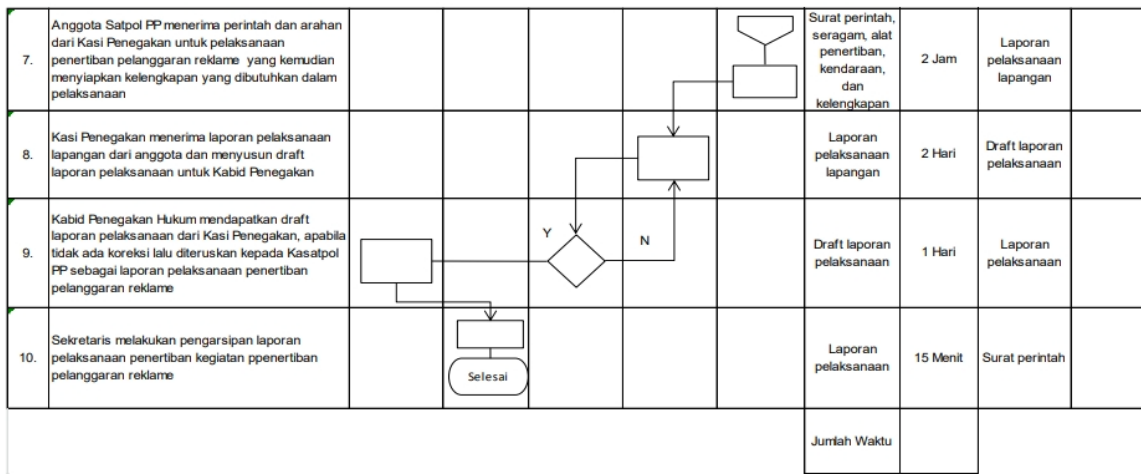 7.
Anggota Satpol PP menerima perintah dan arahan
dari Kasi Penegakan untuk pelaksanaan
penertiban pelanggaran reklame yang kemudian
menyiapkan kelengkapan yang dibutuhkan dalam
pelaksanaan
Surat perintah,
seragam, alat
penertiban,
kendaraan,
dan
kelengkapan
2 Jam
Laporan
pelaksanaan
lapangan
8.
Kasi Penegakan menerima laporan pelaksanaan
lapangan dari anggota dan menyusun draft
laporan pelaksanaan untuk Kabid Penegakan
Laporan
pelaksanaan
lapangan
2 Hari
Draft laporan
pelaksanaan
9.
Kabid Penegakan Hukum mendapatkan draft
laporan pelaksanaan dari Kasi Penegakan, apabila
tidak ada koreksi lalu diteruskan kepada Kasatpol
PP sebagai laporan pelaksanaan penertiban
pelanggaran reklame
Y
N
Draft laporan
pelaksanaan
1 Hari
Laporan
pelaksanaan
10.
Sekretaris melakukan pengarsipan laporan
pelaksanaan penertiban kegiatan ppenertiban
pelanggaran reklame
Selesai
Laporan
pelaksanaan
15 Menit
Surat perintah
Jumlah Waktu